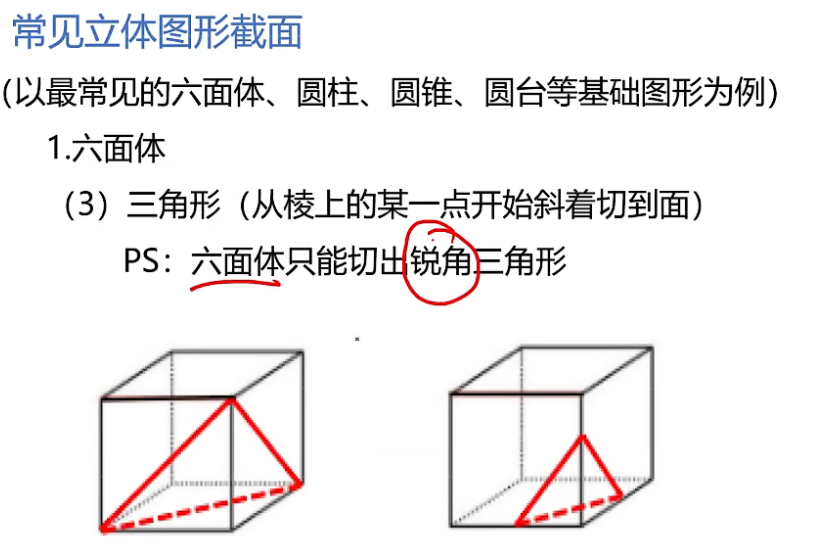 常见立体图形截面
(以最常见的六面体、圆柱、圆锥、圆台等基础图形为例）
1.六面体
（3）三角形（从棱上的某一点开始斜着切到面）
PS：六面体只能切出锐角三角形